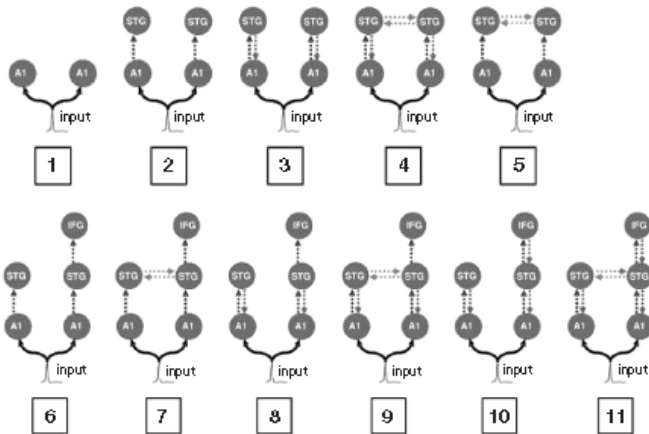 STG STG STG STG STG STG STG STG
A1 A1 A1 A1 A1 A1 A1 A1 A1 A1
input input input input input
1 2 3 4 5
IFG IFG IFG IFG IFG IFG
STG STG STG STG STG STG STG STG STG STG STG STG
A1 A1 A1 A1 A1 A1 A1 A1 A1 A1 A1 A1
input input input input input input
6 7 8 9 10 11